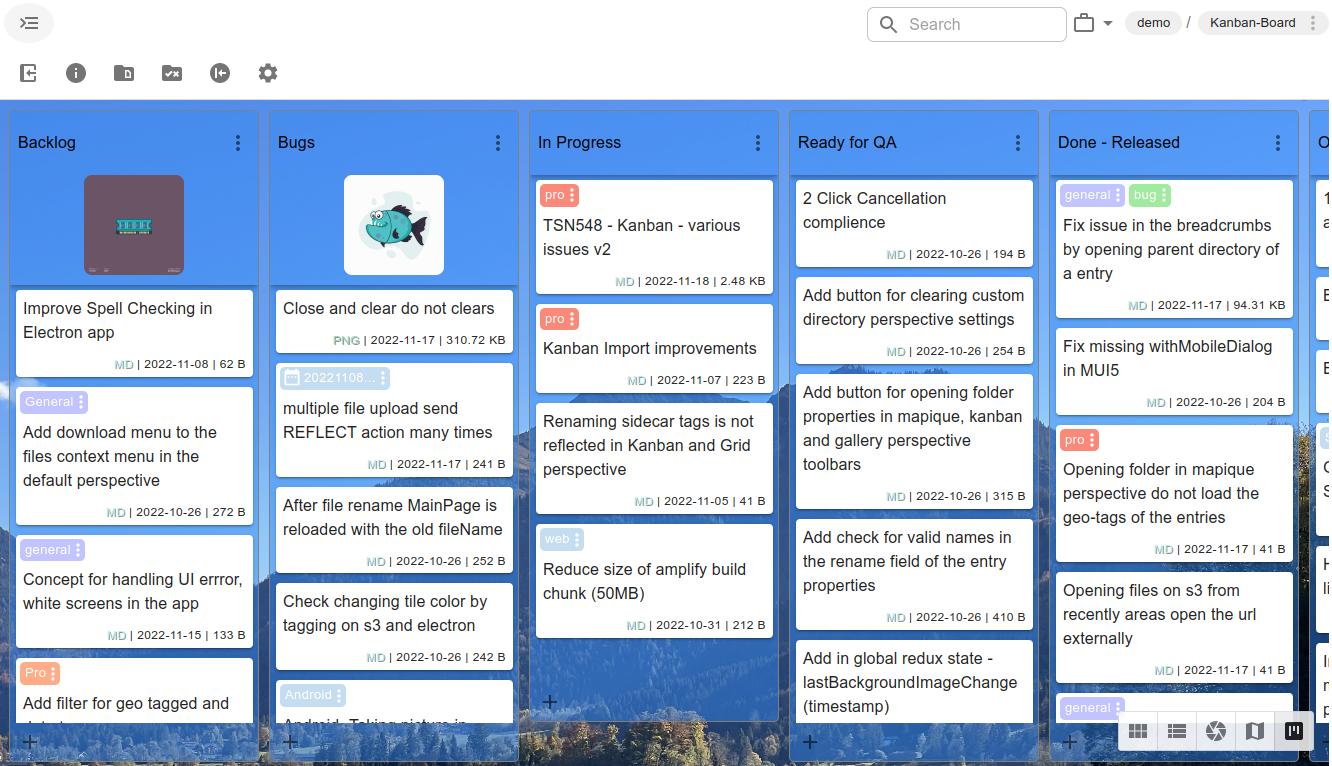 Search
demo / Kanban-Board
Backlog
Improve Spell Checking in
Electron app
MD | 2022-11-08 | 62 B
General
Add download menu to the
files context menu in the
default perspective
MD | 2022-10-26 | 272 B
general
Concept for handling UI errror,
white screens in the app
MD | 2022-11-15 | 133 B
Pro
Add filter for geo tagged and
Bugs
Close and clear do not clears
PNG | 2022-11-17 | 310.72 KB
20221108...
multiple file upload send
REFLECT action many times
MD | 2022-11-17 | 241 B
After file rename MainPage is
reloaded with the old fileName
MD | 2022-10-26 | 252 B
Check changing tile color by
tagging on s3 and electron
MD | 2022-10-26 | 242 B
Android
Android- Taking picture in
In Progress
pro
TSN548 - Kanban - various
issues v2
MD | 2022-11-18 | 2.48 KB
pro
Kanban Import improvements
MD | 2022-11-07 | 223 B
Renaming sidecar tags is not
reflected in Kanban and Grid
perspective
MD | 2022-11-05 | 41 B
web
Reduce size of amplify build
chunk (50MB)
MD | 2022-10-31 | 212 B
Ready for QA
2 Click Cancellation
complience
MD | 2022-10-26 | 194 B
Add button for clearing custom
directory perspective settings
MD | 2022-10-26 | 254 B
Add button for opening folder
properties in mapique, kanban
and gallery perspective
toolbars
MD | 2022-10-26 | 315 B
Add check for valid names in
the rename field of the entry
properties
MD | 2022-10-26 | 410 B
Add in global redux state -
lastBackgroundImageChange
(timestamp)
Done - Released
general bug
Fix issue in the breadcrumbs
by opening parent directory of
a entry
MD | 2022-11-17 | 94.31 KB
Fix missing withMobileDialog
in MUI5
MD | 2022-10-26 | 204 B
pro
Opening folder in mapique
perspective do not load the
geo-tags of the entries
MD | 2022-11-17 | 41 B
Opening files on s3 from
recently areas open the url
externally
MD | 2022-11-17 | 41 B
general